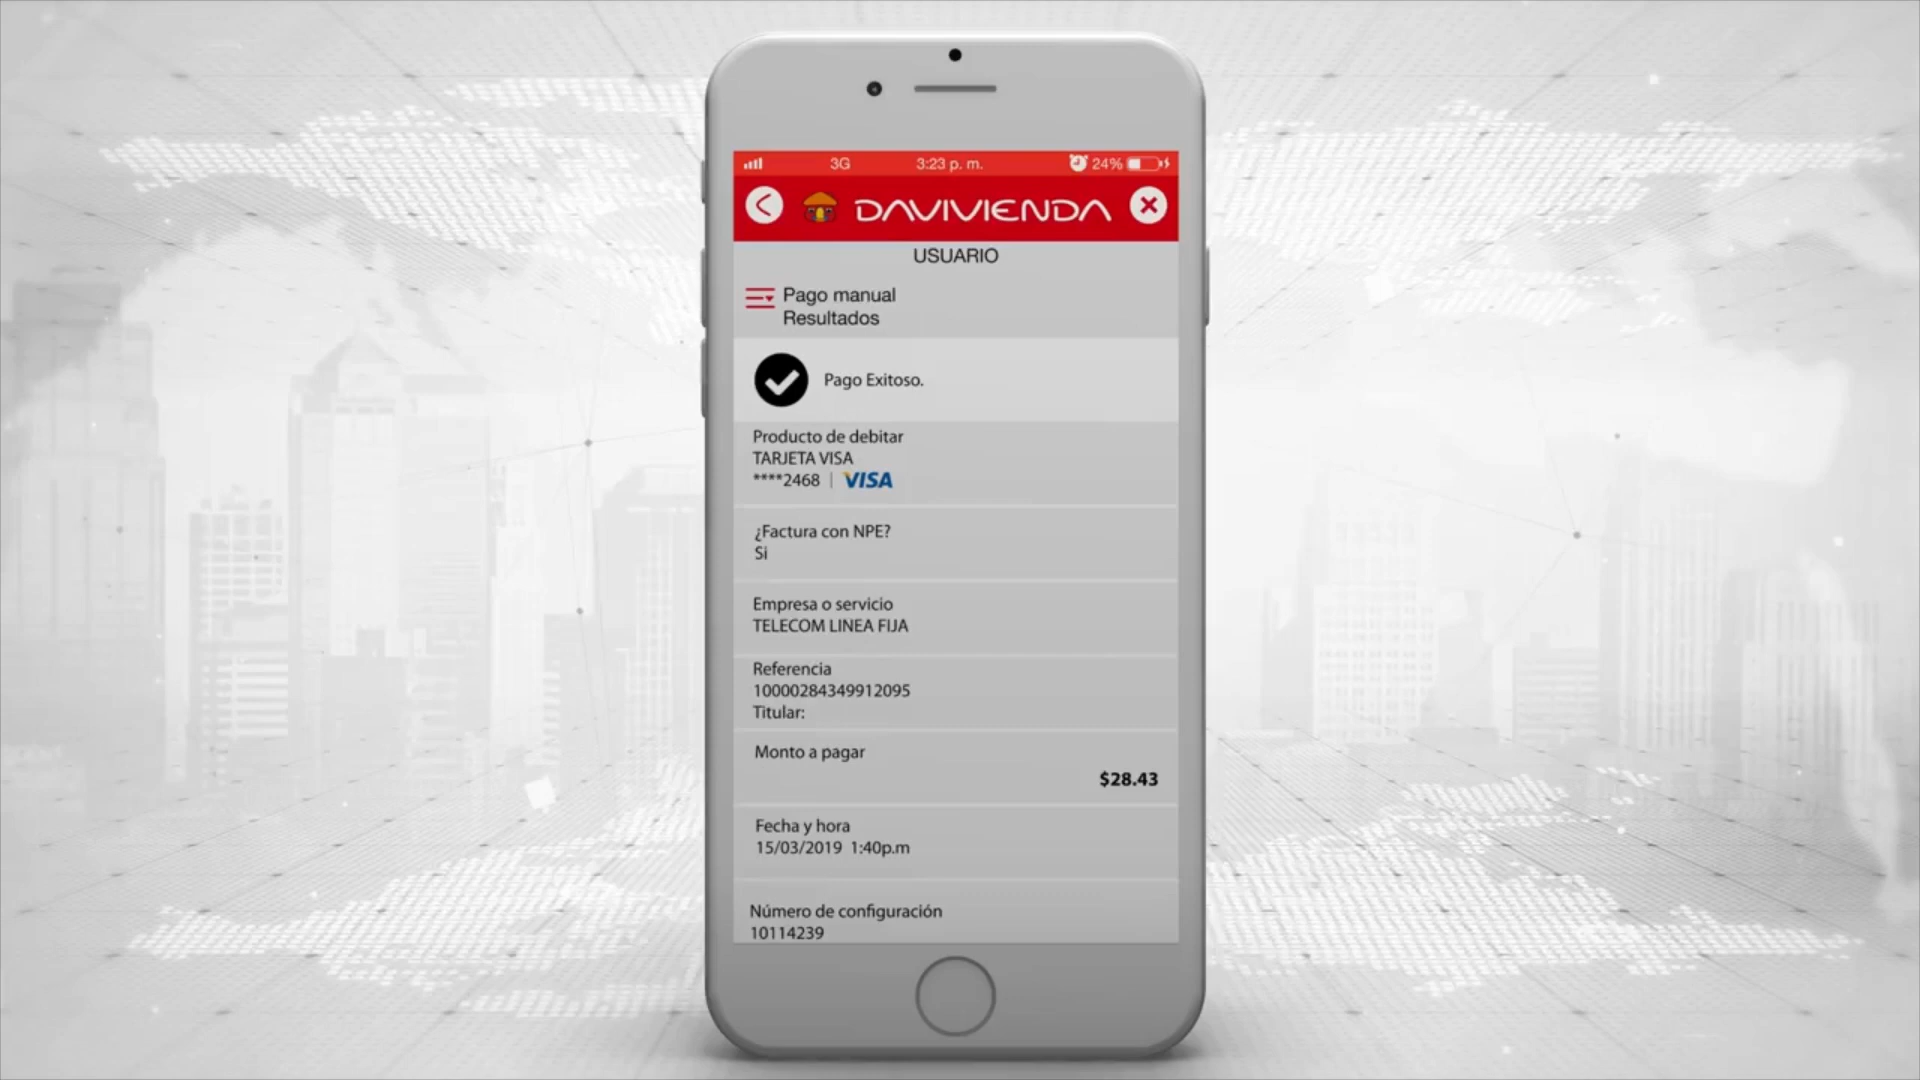 3G 3:23 p. m. 24%
DAVIVIENDA
USUARIO
Pago manual
Resultados
Pago Exitoso.
Producto de debitar
TARJETA VISA
****2468 | VISA
¿Factura con NPE?
Si
Empresa o servicio
TELECOM LINEA FIJA
Referencia
10000284349912095
Titular:
Monto a pagar
$28.43
Fecha y hora
15/03/2019 1:40p.m
Número de configuración
10114239